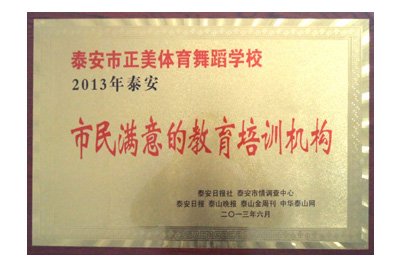 泰安市正美体育舞蹈学校
2013年泰安
市民满意的教育培训机构
泰安日报社 泰安市情调查中心
泰安日报 泰山晚报 泰山金周刊 中华泰山网
二〇一三年六月